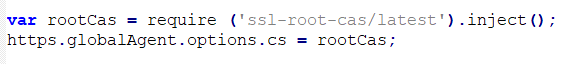 var rootCas = require ('ssl-root-cas/latest').inject();
https.globalAgent.options.cs = rootCas;